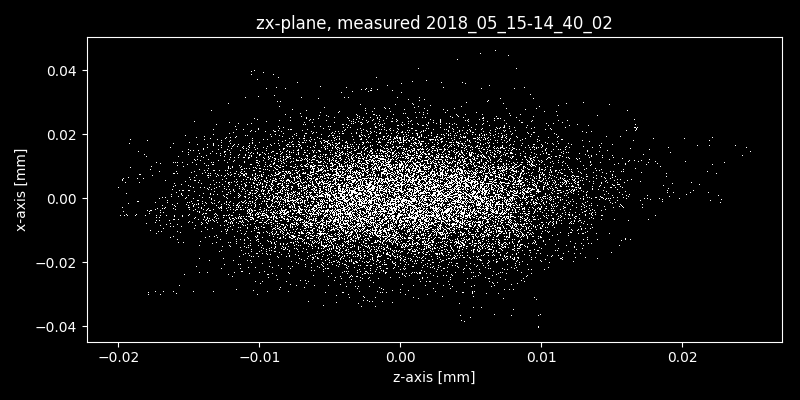 zx-plane, measured 2018_05_15-14_40_02
0.04
0.02
0.00
−0.02
−0.04
x-axis [mm]
−0.02 −0.01 0.00 0.01 0.02
z-axis [mm]